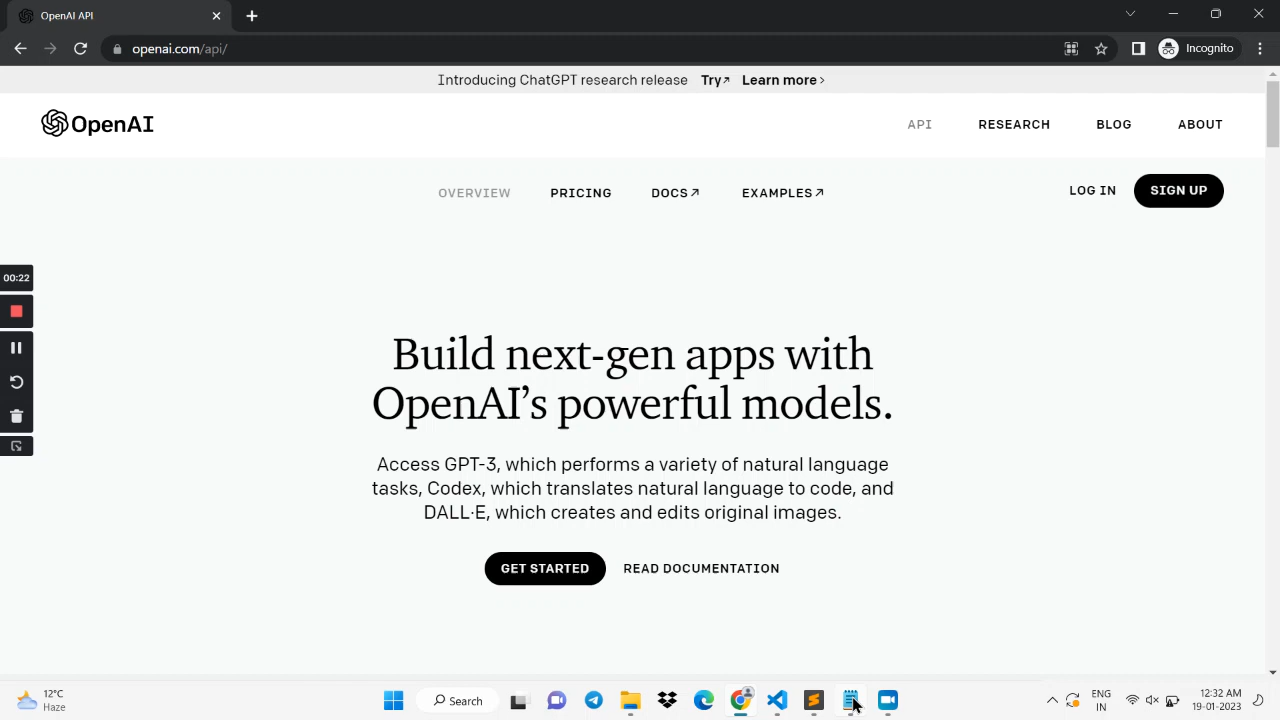 OpenAI API
openai.com/api/
Incognito
Introducing ChatGPT research release Try↗ Learn more›
OpenAI
API RESEARCH BLOG ABOUT
OVERVIEW PRICING DOCS↗ EXAMPLES↗
LOG IN SIGN UP
00:22
Build next-gen apps with
OpenAI’s powerful models.
Access GPT-3, which performs a variety of natural language
tasks, Codex, which translates natural language to code, and
DALL·E, which creates and edits original images.
GET STARTED READ DOCUMENTATION
12°C
Haze
Search
ENG
IN
12:32 AM
19-01-2023